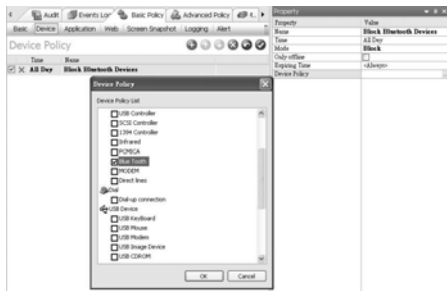 Audit Events Log Basic Policy Advanced Policy
Basic Device Application Web Screen Snapshot Logging Alert
Device Policy
Time Name
All Day Block Bluetooth Devices
Device Policy
Device Policy List
USB Controller
SCSI Controller
1394 Controller
Infrared
PCMICA
Blue Tooth
MODEM
Direct lines
Dial
Dial-up connection
USB Device
USB Keyboard
USB Mouse
USB Modem
USB Image Device
USB CDROM
OK Cancel
Property
Property Value
Name Block Bluetooth Devices
Time All Day
Mode Block
Only offline
Expiring Time <Always>
Device Policy